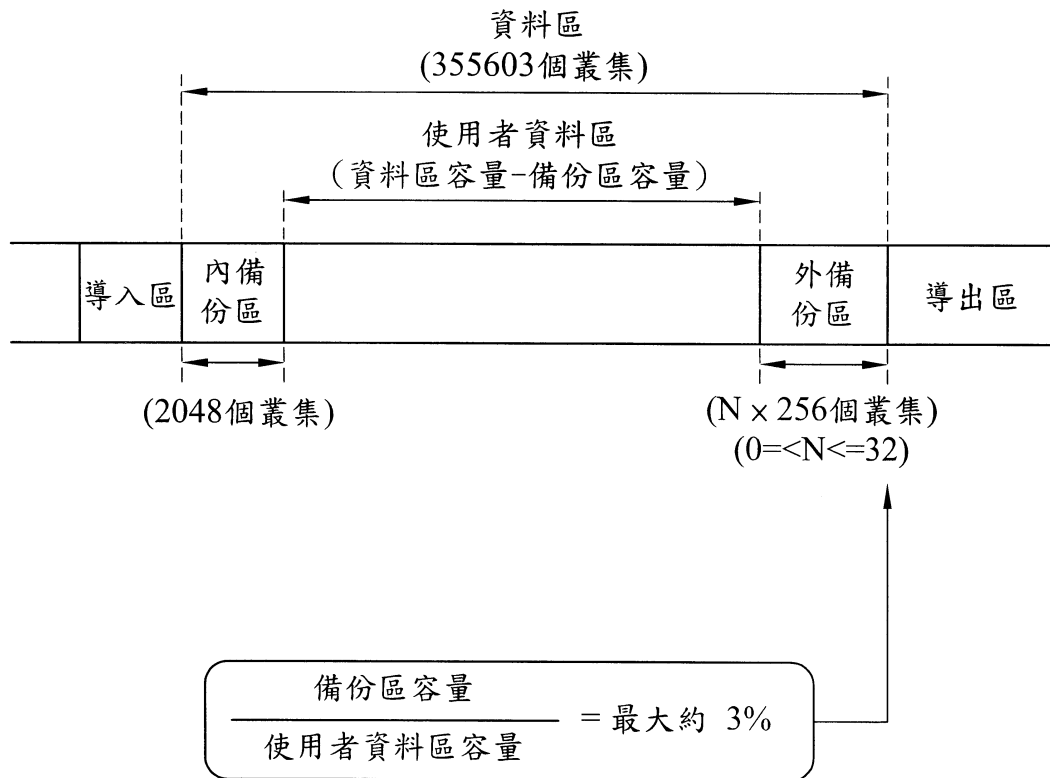 資料區
(355603個叢集)
使用者資料區
(資料區容量-備份區容量)
導入區
內備
份區
外備
份區
導出區
(2048個叢集)
(N × 256個叢集)
(0=<N<=32)
備份區容量
使用者資料區容量
= 最大約 3%